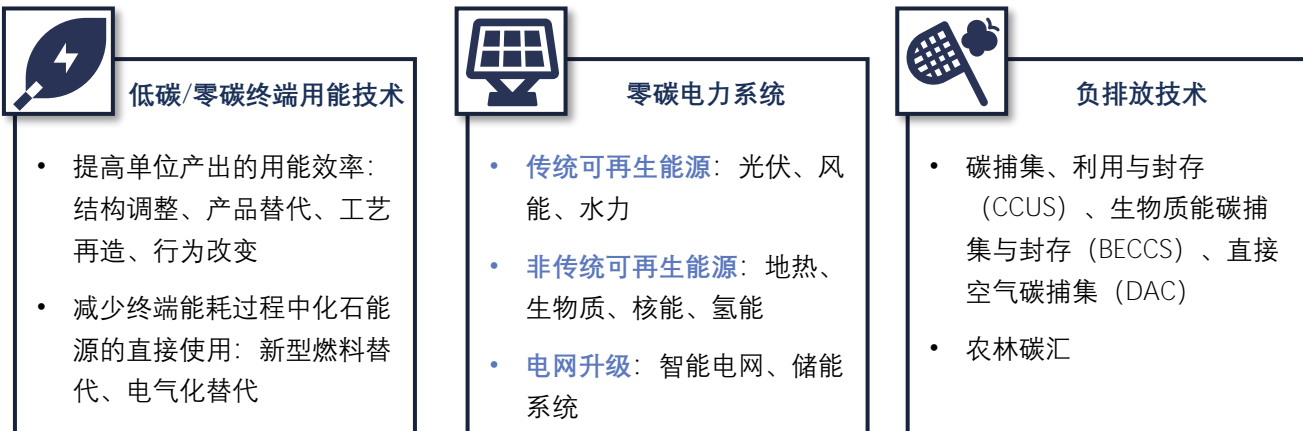 低碳/零碳终端用能技术
• 提高单位产出的用能效率：
结构调整、产品替代、工艺
再造、行为改变
• 减少终端能耗过程中化石能
源的直接使用：新型燃料替
代、电气化替代
零碳电力系统
• 传统可再生能源：光伏、风
能、水力
• 非传统可再生能源：地热、
生物质、核能、氢能
• 电网升级：智能电网、储能
系统
负排放技术
• 碳捕集、利用与封存
（CCUS）、生物质能碳捕
集与封存（BECCS）、直接
空气碳捕集（DAC）
• 农林碳汇